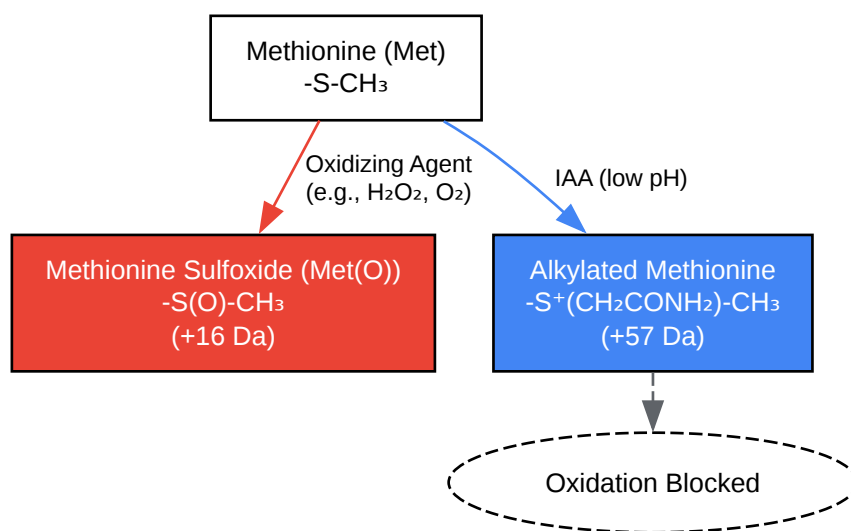 Methionine (Met)
-S-CH₃
Oxidizing Agent
(e.g., H₂O₂, O₂)
IAA (low pH)
Methionine Sulfoxide (Met(O))
-S(O)-CH₃
(+16 Da)
Alkylated Methionine
-S⁺(CH₂CONH₂)-CH₃
(+57 Da)
Oxidation Blocked